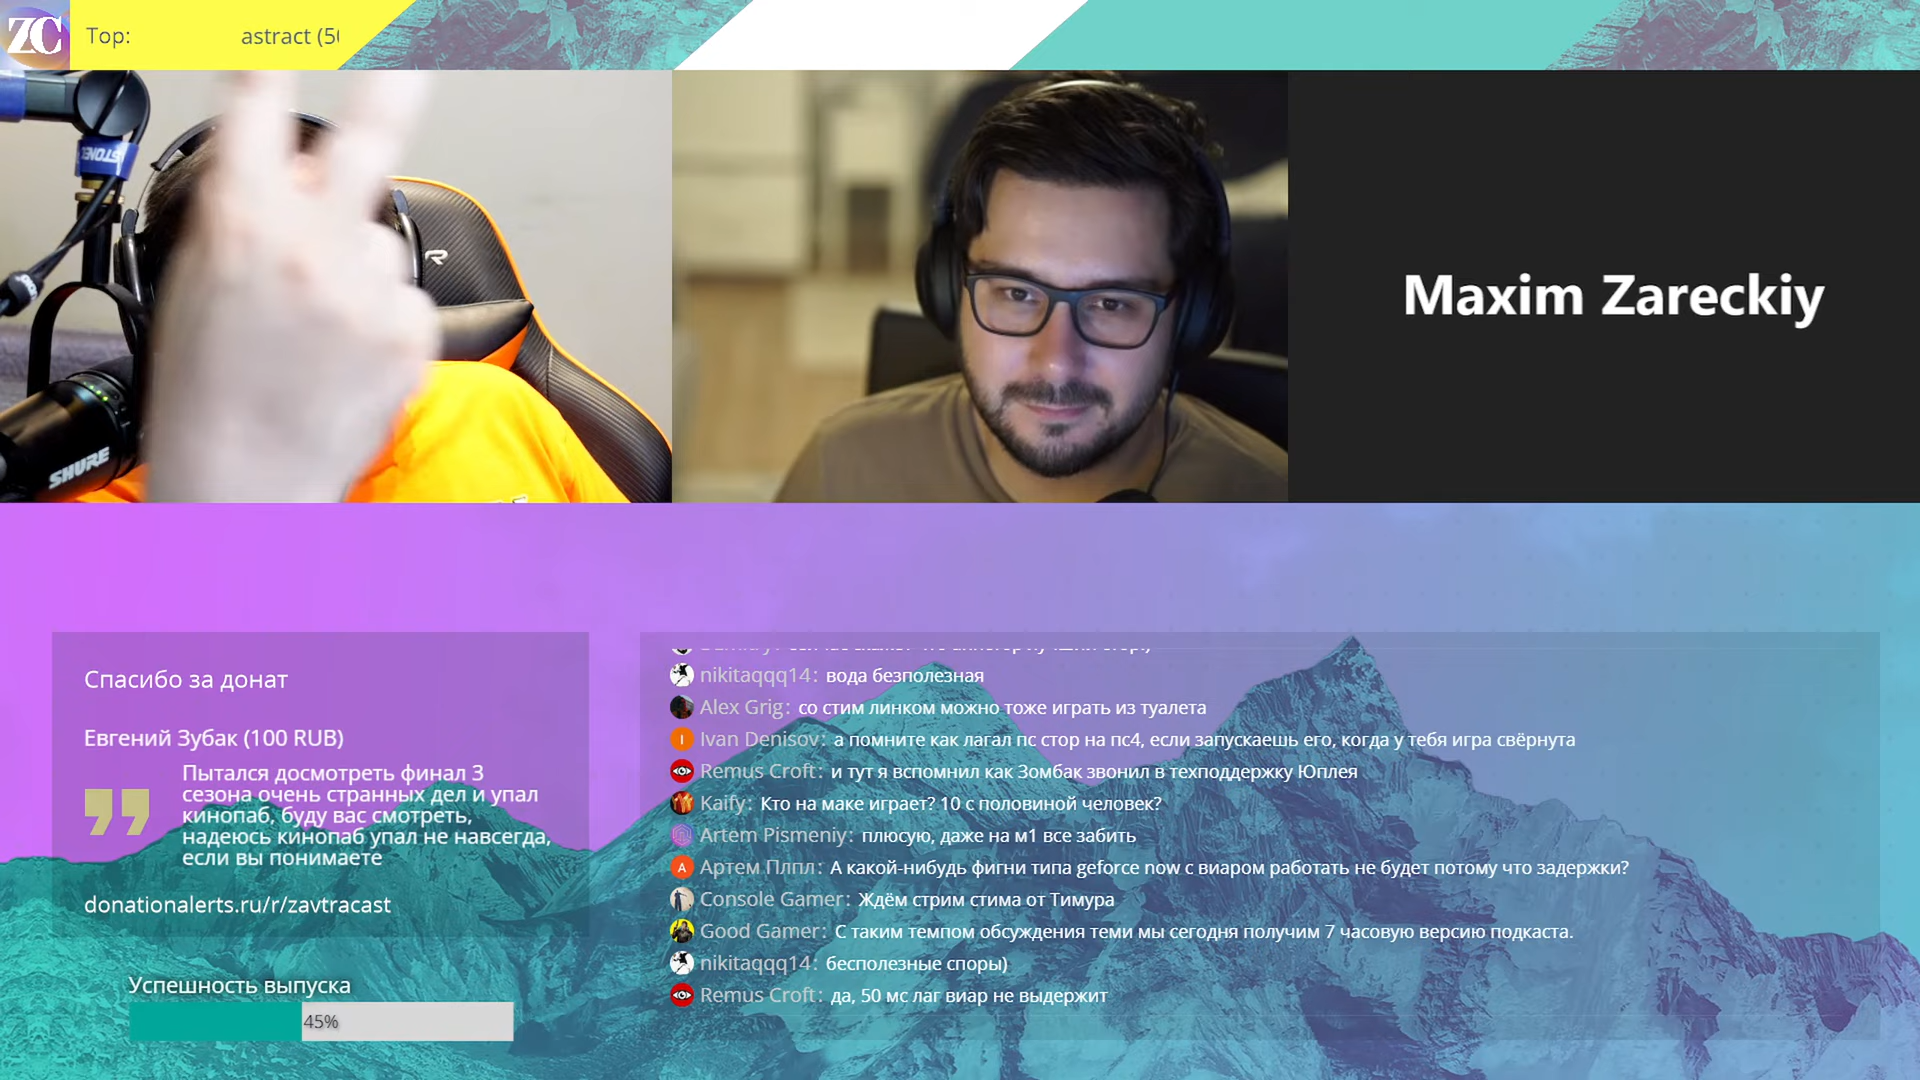 ZC
Top:
astract (50
SHURE
Maxim Zareckiy
Спасибо за донат
Евгений Зубак (100 RUB)
Пытался досмотреть финал 3
сезона очень странных дел и упал
кинопаб, буду вас смотреть,
надеюсь кинопаб упал не навсегда,
если вы понимаете
donationalerts.ru/r/zavtracast
Успешность выпуска
45%
nikitaqqq14: вода безполезная
Alex Grig: со стим линком можно тоже играть из туалета
Ivan Denisov: а помните как лагал пс стор на пс4, если запускаешь его, когда у тебя игра свёрнута
Remus Croft: и тут я вспомнил как Зомбак звонил в техподдержку Юплея
Kaify: Кто на маке играет? 10 с половиной человек?
Artem Pismeniy: плюсую, даже на м1 все забить
Артем Плпл: А какой-нибудь фигни типа geforce now с виаром работать не будет потому что задержки?
Console Gamer: Ждём стрим стима от Тимура
Good Gamer: С таким темпом обсуждения теми мы сегодня получим 7 часовую версию подкаста.
nikitaqqq14: бесполезные споры)
Remus Croft: да, 50 мс лаг виар не выдержит